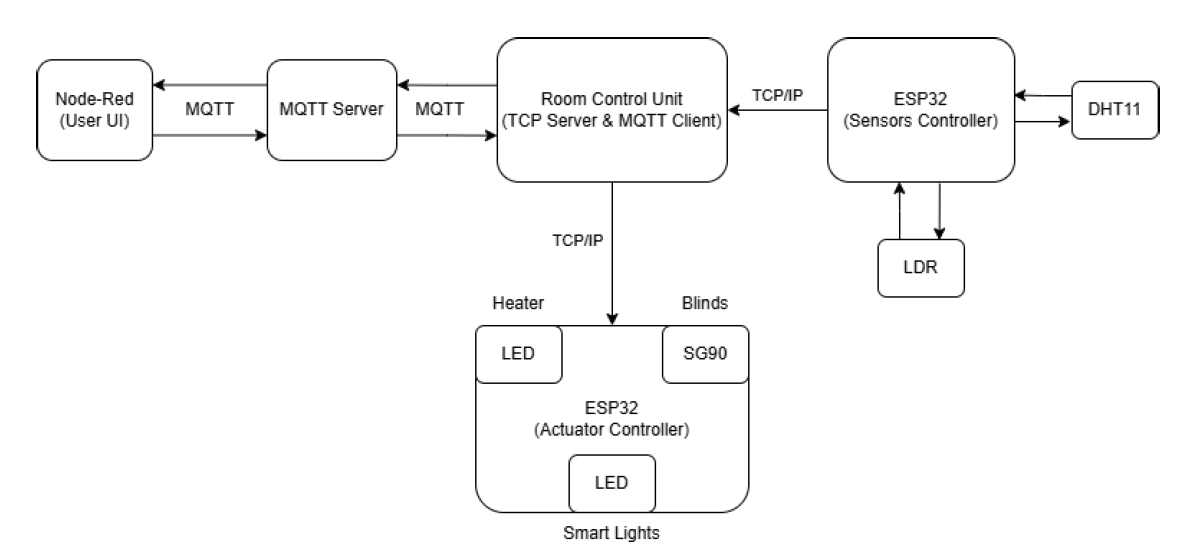 Node-Red
(User UI)
MQTT
MQTT Server
MQTT
Room Control Unit
(TCP Server & MQTT Client)
TCP/IP
ESP32
(Sensors Controller)
DHT11
LDR
TCP/IP
Heater
Blinds
LED
SG90
ESP32
(Actuator Controller)
LED
Smart Lights